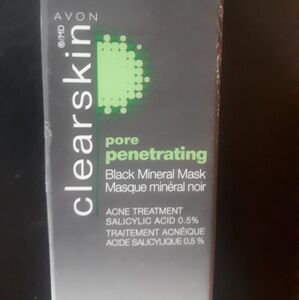 AVON
clearskin ®/MD
pore
penetrating
Black Mineral Mask
Masque minéral noir
ACNE TREATMENT
SALICYLIC ACID 0.5%
TRAITEMENT ACNÉIQUE
ACIDE SALICYLIQUE 0,5 %